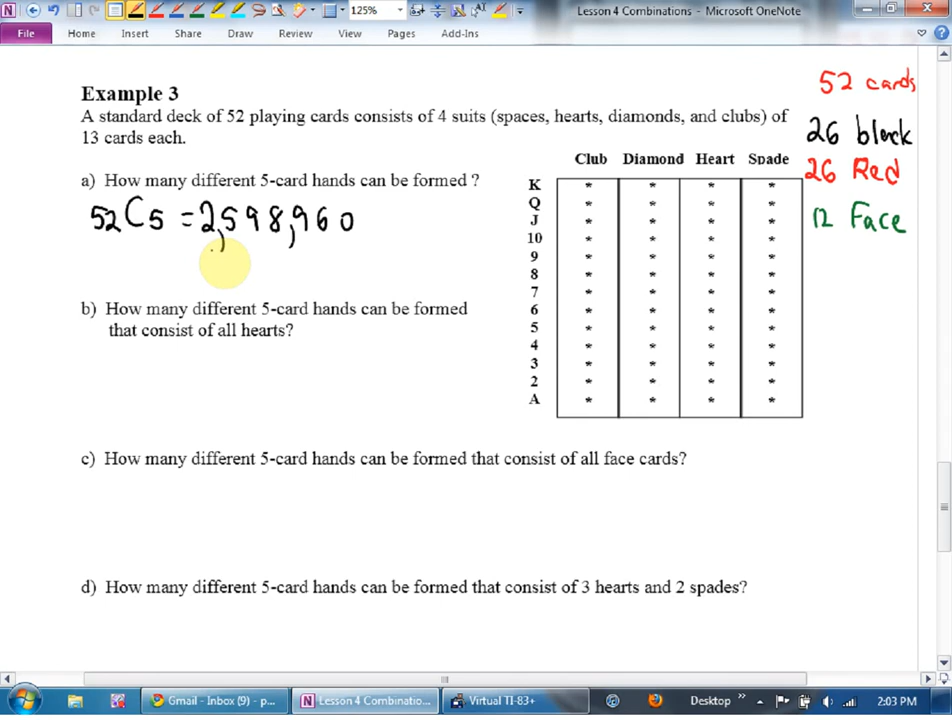 125%
Lesson 4 Combinations - Microsoft OneNote
File Home Insert Share Draw Review View Pages Add-Ins
Example 3
A standard deck of 52 playing cards consists of 4 suits (spaces, hearts, diamonds, and clubs) of
13 cards each.
a) How many different 5-card hands can be formed ?
52C5 = 2,598,960
b) How many different 5-card hands can be formed
that consist of all hearts?
Club Diamond Heart Spade
K * * * *
Q * * * *
J * * * *
10 * * * *
9 * * * *
8 * * * *
7 * * * *
6 * * * *
5 * * * *
4 * * * *
3 * * * *
2 * * * *
A * * * *
52 cards
26 black
26 Red
12 Face
c) How many different 5-card hands can be formed that consist of all face cards?
d) How many different 5-card hands can be formed that consist of 3 hearts and 2 spades?
Gmail - Inbox (9) - p... Lesson 4 Combinatio... Virtual TI-83+ Desktop 2:03 PM